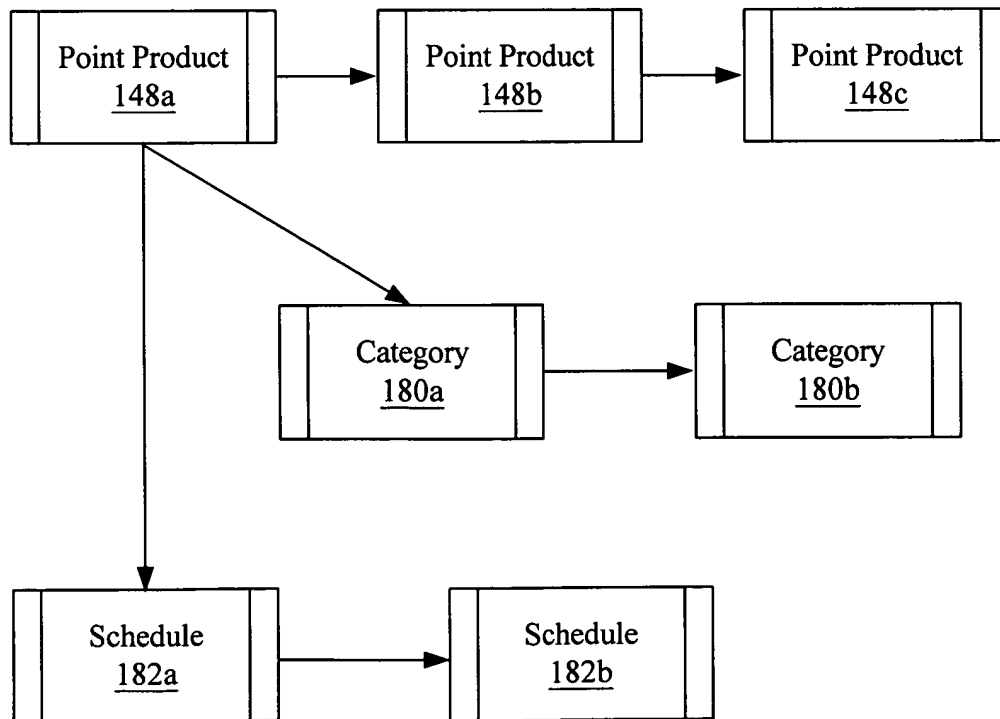 Point Product
148a
Point Product
148b
Point Product
148c
Category
180a
Category
180b
Schedule
182a
Schedule
182b